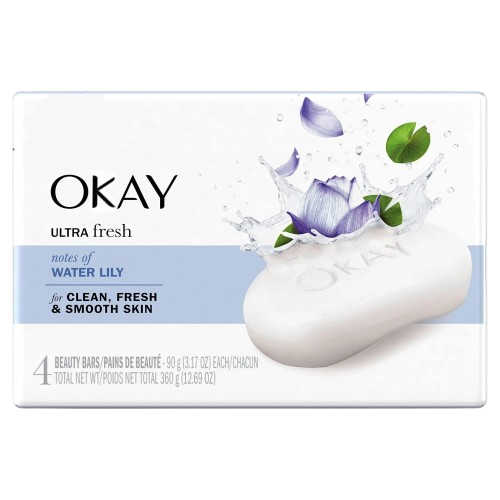 OKAY
ULTRA fresh
notes of
WATER LILY
for CLEAN, FRESH
& SMOOTH SKIN
4 BEAUTY BARS/PAINS DE BEAUTÉ - 90 g (3.17 OZ) EACH/CHACUN
TOTAL NET WT/POIDS NET TOTAL 360 g (12.69 OZ)
OKAY